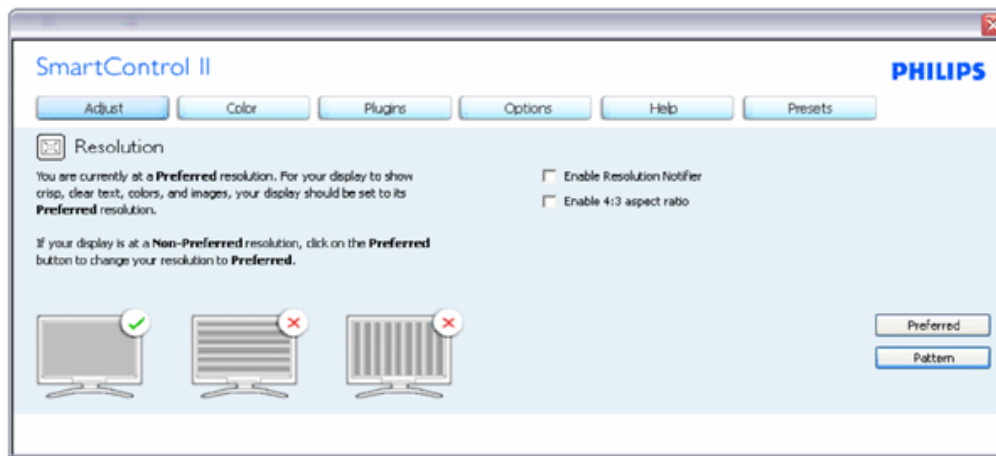 SmartControl II
PHILIPS
Adjust
Color
Plugins
Options
Help
Presets
Resolution
You are currently at a Preferred resolution. For your display to show
crisp, clear text, colors, and images, your display should be set to its
Preferred resolution.
If your display is at a Non-Preferred resolution, click on the Preferred
button to change your resolution to Preferred.
Enable Resolution Notifier
Enable 4:3 aspect ratio
Preferred
Pattern